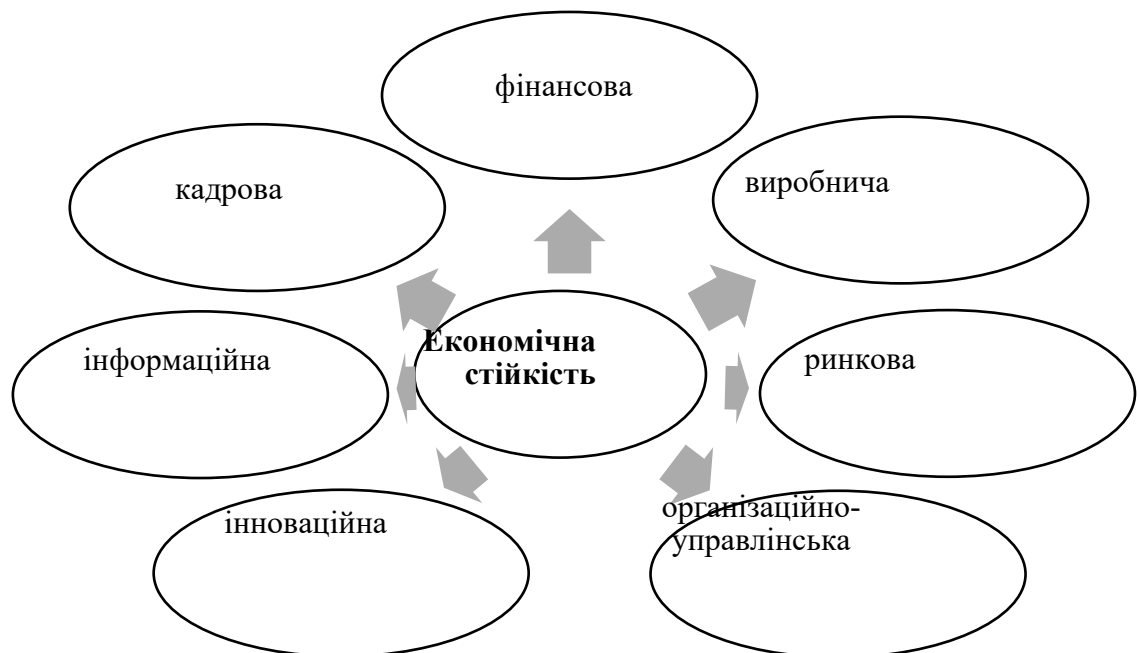 фінансова
кадрова
виробнича
Економічна
стійкість
інформаційна
ринкова
інноваційна
організаційно-
управлінська